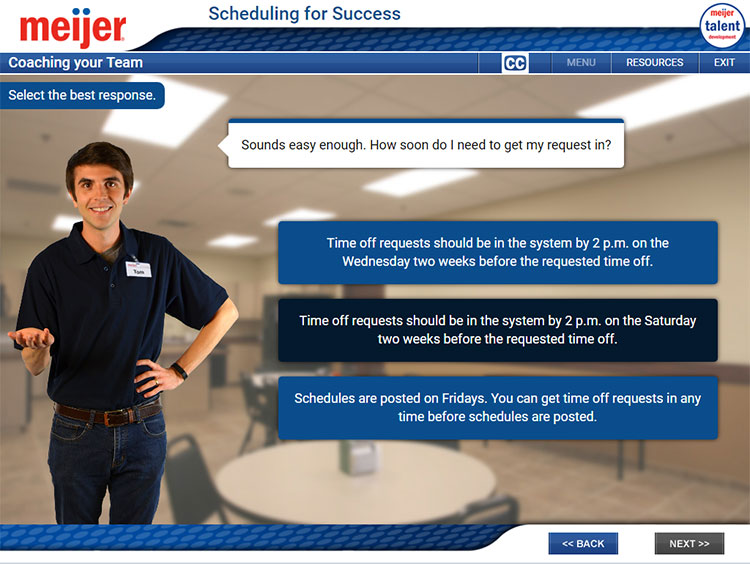 meijer
Scheduling for Success
meijer
talent
development
Coaching your Team
CC
MENU
RESOURCES
EXIT
Select the best response.
Sounds easy enough. How soon do I need to get my request in?
Time off requests should be in the system by 2 p.m. on the
Wednesday two weeks before the requested time off.
Time off requests should be in the system by 2 p.m. on the Saturday
two weeks before the requested time off.
Schedules are posted on Fridays. You can get time off requests in any
time before schedules are posted.
Tom
<< BACK
NEXT >>